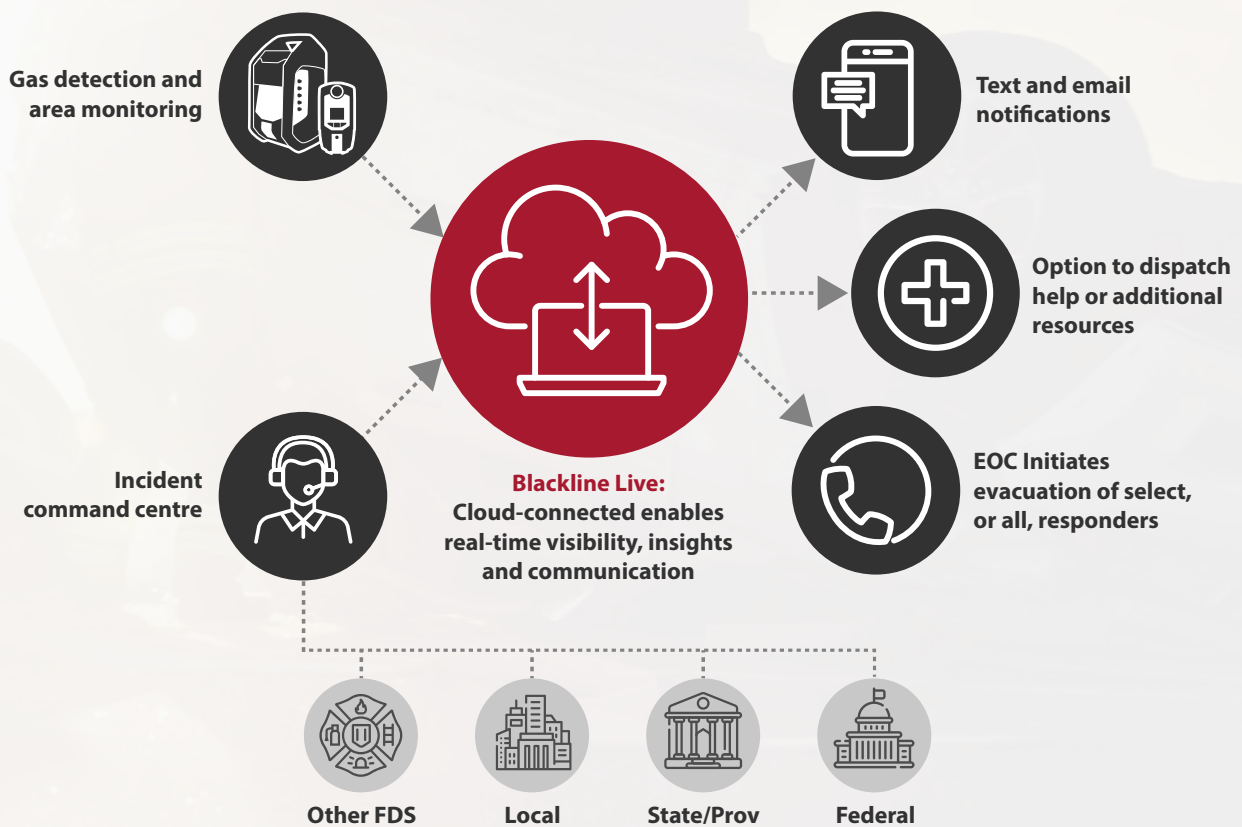 Gas detection and
area monitoring
Text and email
notifications
Option to dispatch
help or additional
resources
Incident
command centre
Blackline Live:
Cloud-connected enables
real-time visibility, insights
and communication
EOC Initiates
evacuation of select,
or all, responders
Other FDS
Local
State/Prov
Federal